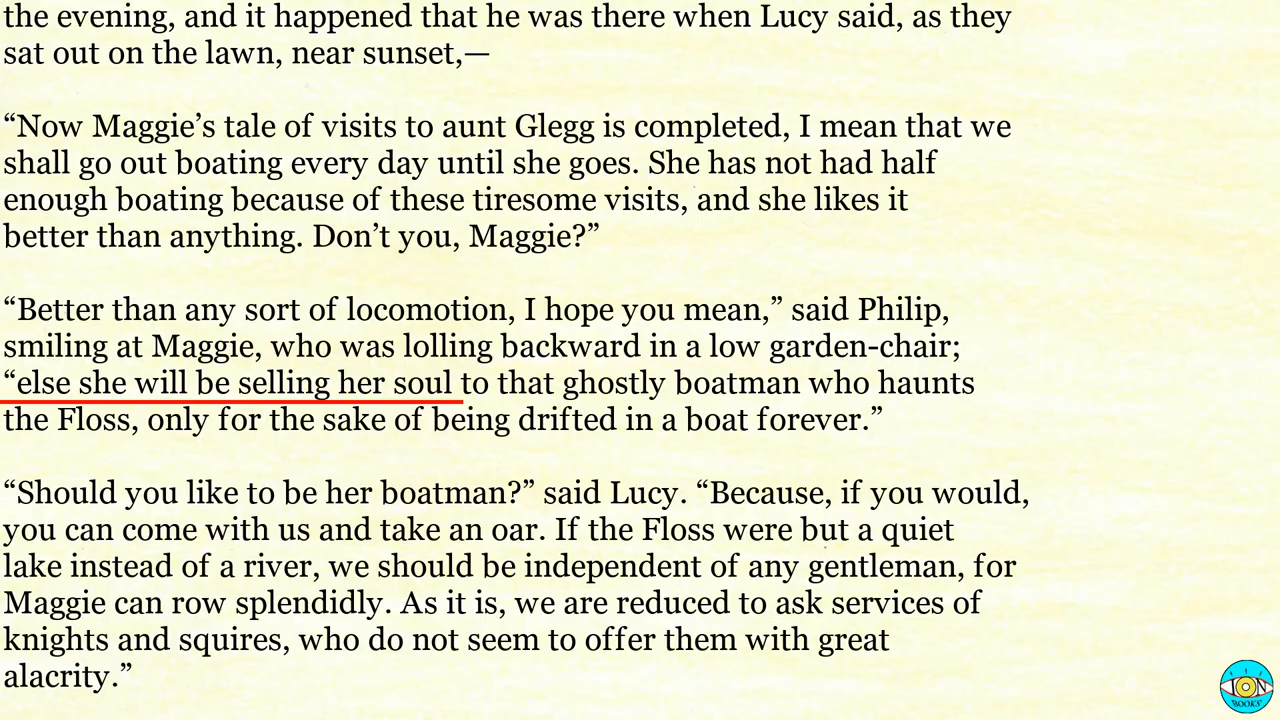 the evening, and it happened that he was there when Lucy said, as they
sat out on the lawn, near sunset,—
“Now Maggie’s tale of visits to aunt Glegg is completed, I mean that we
shall go out boating every day until she goes. She has not had half
enough boating because of these tiresome visits, and she likes it
better than anything. Don’t you, Maggie?”
“Better than any sort of locomotion, I hope you mean,” said Philip,
smiling at Maggie, who was lolling backward in a low garden-chair;
“else she will be selling her soul to that ghostly boatman who haunts
the Floss, only for the sake of being drifted in a boat forever.”
“Should you like to be her boatman?” said Lucy. “Because, if you would,
you can come with us and take an oar. If the Floss were but a quiet
lake instead of a river, we should be independent of any gentleman, for
Maggie can row splendidly. As it is, we are reduced to ask services of
knights and squires, who do not seem to offer them with great
alacrity.”
ION
BOOKS